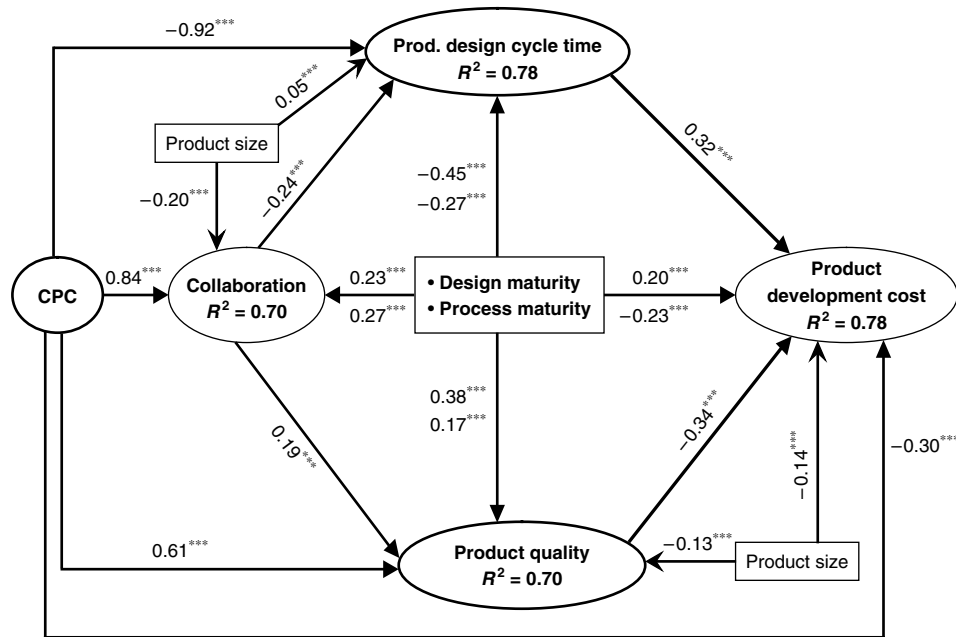 −0.92***
Prod. design cycle time
R² = 0.78
0.05***
Product size
−0.20***
−0.24***
−0.45***
−0.27***
0.32***
CPC
0.84***
Collaboration
R² = 0.70
0.23***
0.27***
• Design maturity
• Process maturity
0.20***
−0.23***
Product
development cost
R² = 0.78
0.38***
0.17***
0.19***
−0.34***
−0.14***
−0.30***
0.61***
Product quality
R² = 0.70
−0.13***
Product size